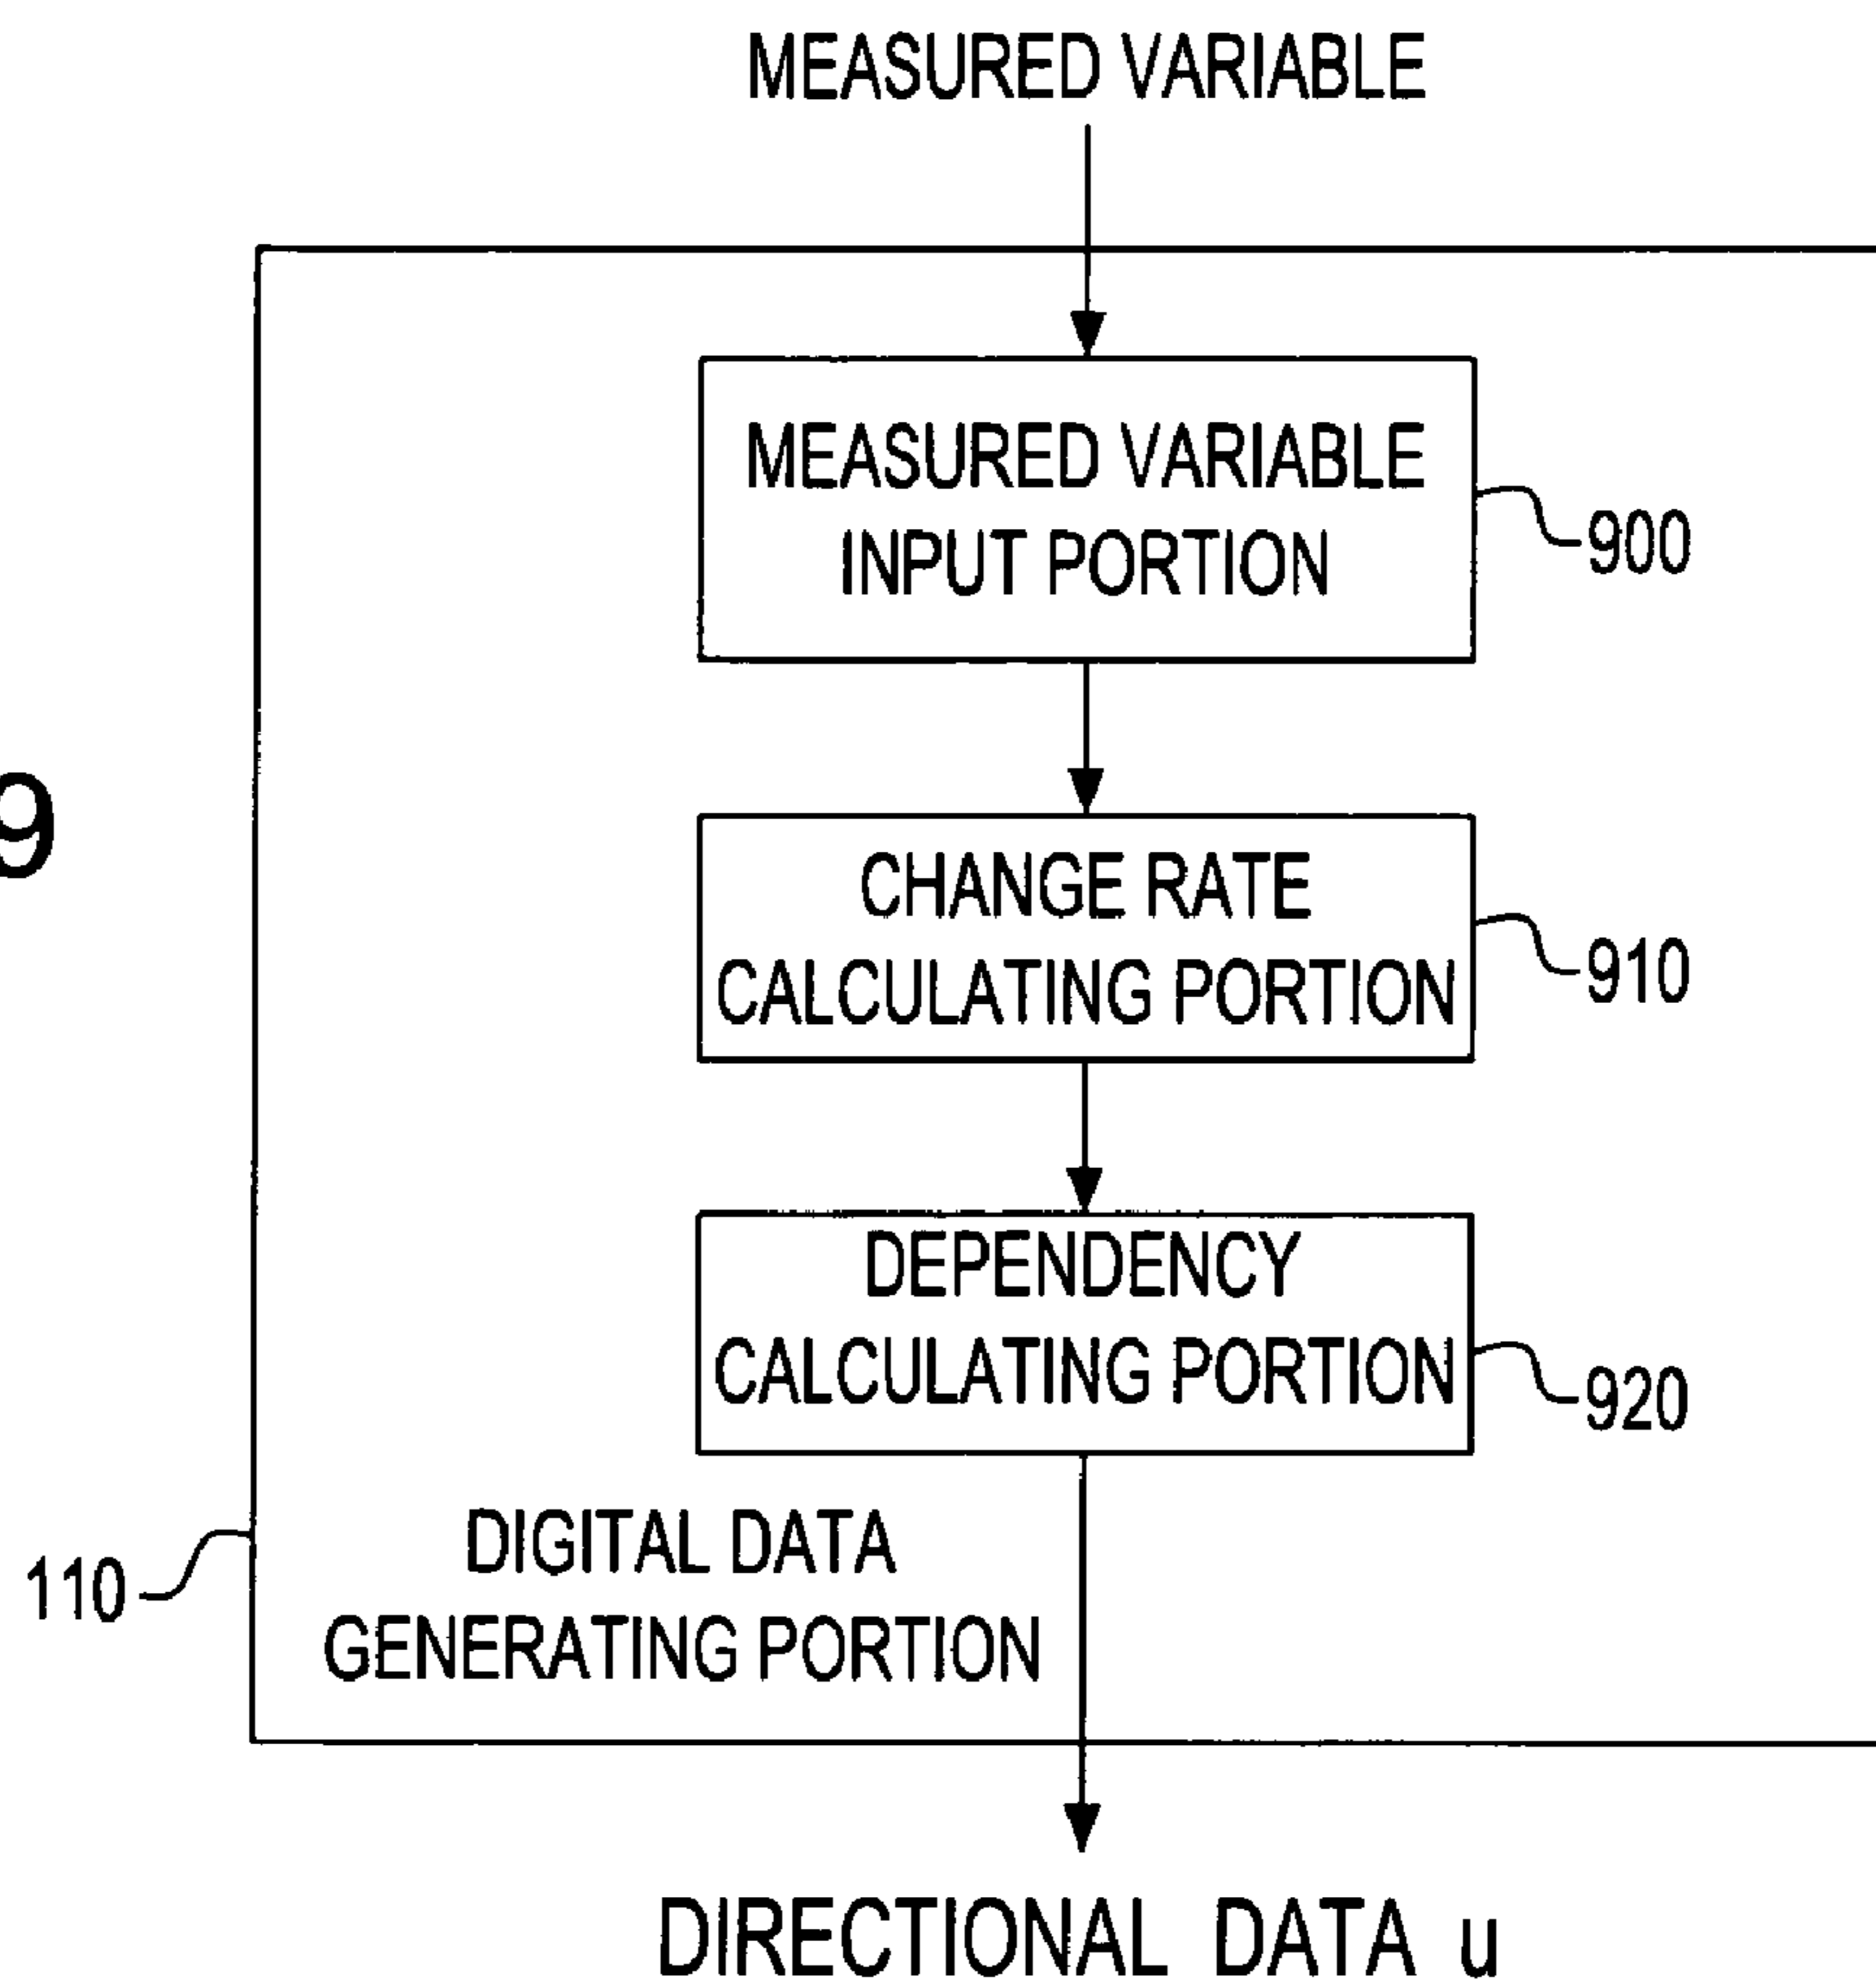 MEASURED VARIABLE
MEASURED VARIABLE
INPUT PORTION
900
9
CHANGE RATE
CALCULATING PORTION
910
DEPENDENCY
CALCULATING PORTION
920
DIGITAL DATA
GENERATING PORTION
110
DIRECTIONAL DATA u